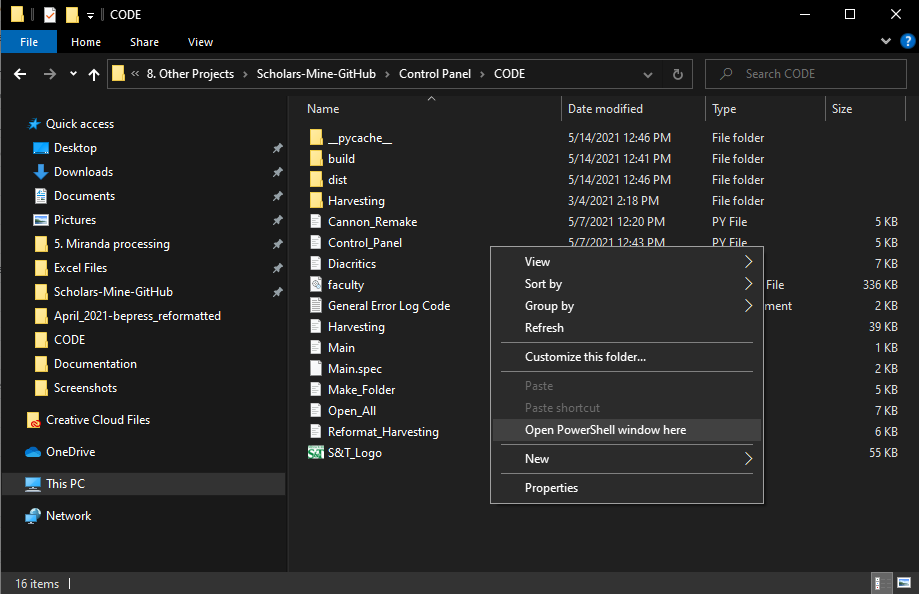 CODE
File Home Share View
« 8. Other Projects › Scholars-Mine-GitHub › Control Panel › CODE Search CODE
Name Date modified Type Size
Quick access
Desktop
Downloads
Documents
Pictures
5. Miranda processing
Excel Files
Scholars-Mine-GitHub
April_2021-bepress_reformatted
CODE
Documentation
Screenshots
Creative Cloud Files
OneDrive
This PC
Network
__pycache__ 5/14/2021 12:46 PM File folder
build 5/14/2021 12:41 PM File folder
dist 5/14/2021 12:46 PM File folder
Harvesting 3/4/2021 2:18 PM File folder
Cannon_Remake 5/7/2021 12:20 PM PY File 5 KB
Control_Panel 5/7/2021 12:43 PM PY File 5 KB
Diacritics 7 KB
faculty File 336 KB
General Error Log Code ment 2 KB
Harvesting 39 KB
Main 1 KB
Main.spec 2 KB
Make_Folder 5 KB
Open_All 7 KB
Reformat_Harvesting 6 KB
S&T_Logo 55 KB
View
Sort by
Group by
Refresh
Customize this folder...
Paste
Paste shortcut
Open PowerShell window here
New
Properties
16 items